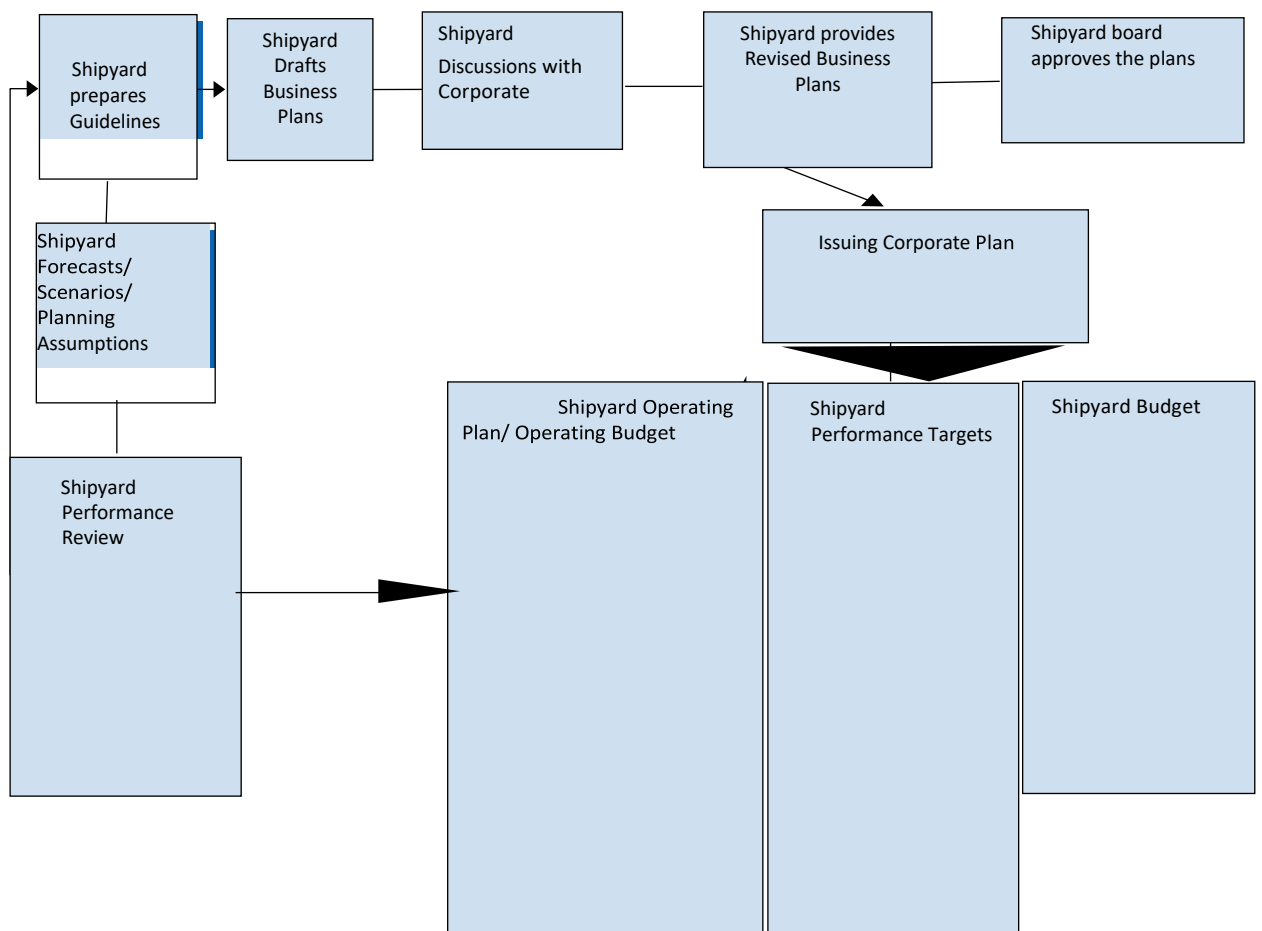 Shipyard
prepares
Guidelines
Shipyard
Drafts
Business
Plans
Shipyard
Discussions with
Corporate
Shipyard provides
Revised Business
Plans
Shipyard board
approves the plans
Shipyard
Forecasts/
Scenarios/
Planning
Assumptions
Issuing Corporate Plan
Shipyard
Performance
Review
Shipyard Operating
Plan/ Operating Budget
Shipyard
Performance Targets
Shipyard Budget